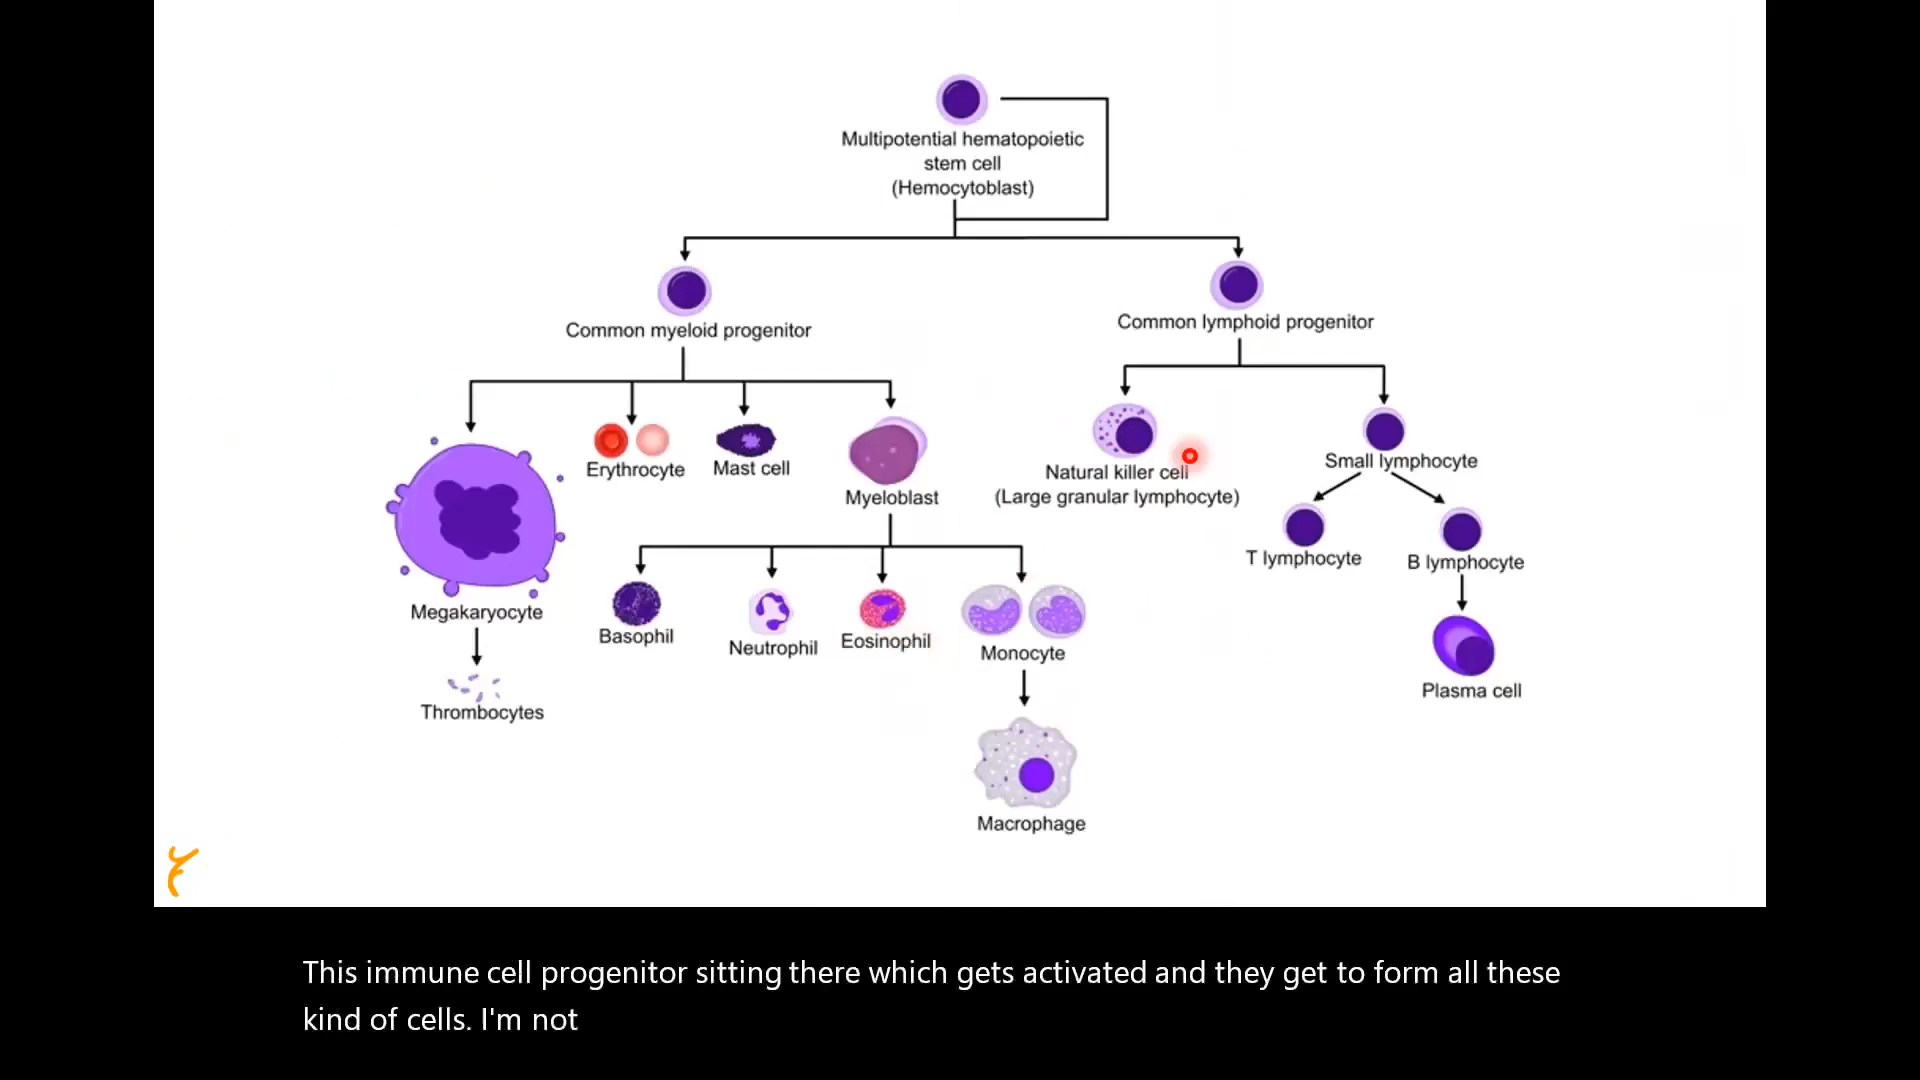 Multipotential hematopoietic
stem cell
(Hemocytoblast)
Common myeloid progenitor
Common lymphoid progenitor
Erythrocyte
Mast cell
Myeloblast
Natural killer cell
(Large granular lymphocyte)
Small lymphocyte
T lymphocyte
B lymphocyte
Megakaryocyte
Basophil
Neutrophil
Eosinophil
Monocyte
Plasma cell
Thrombocytes
Macrophage
This immune cell progenitor sitting there which gets activated and they get to form all these
kind of cells. I'm not